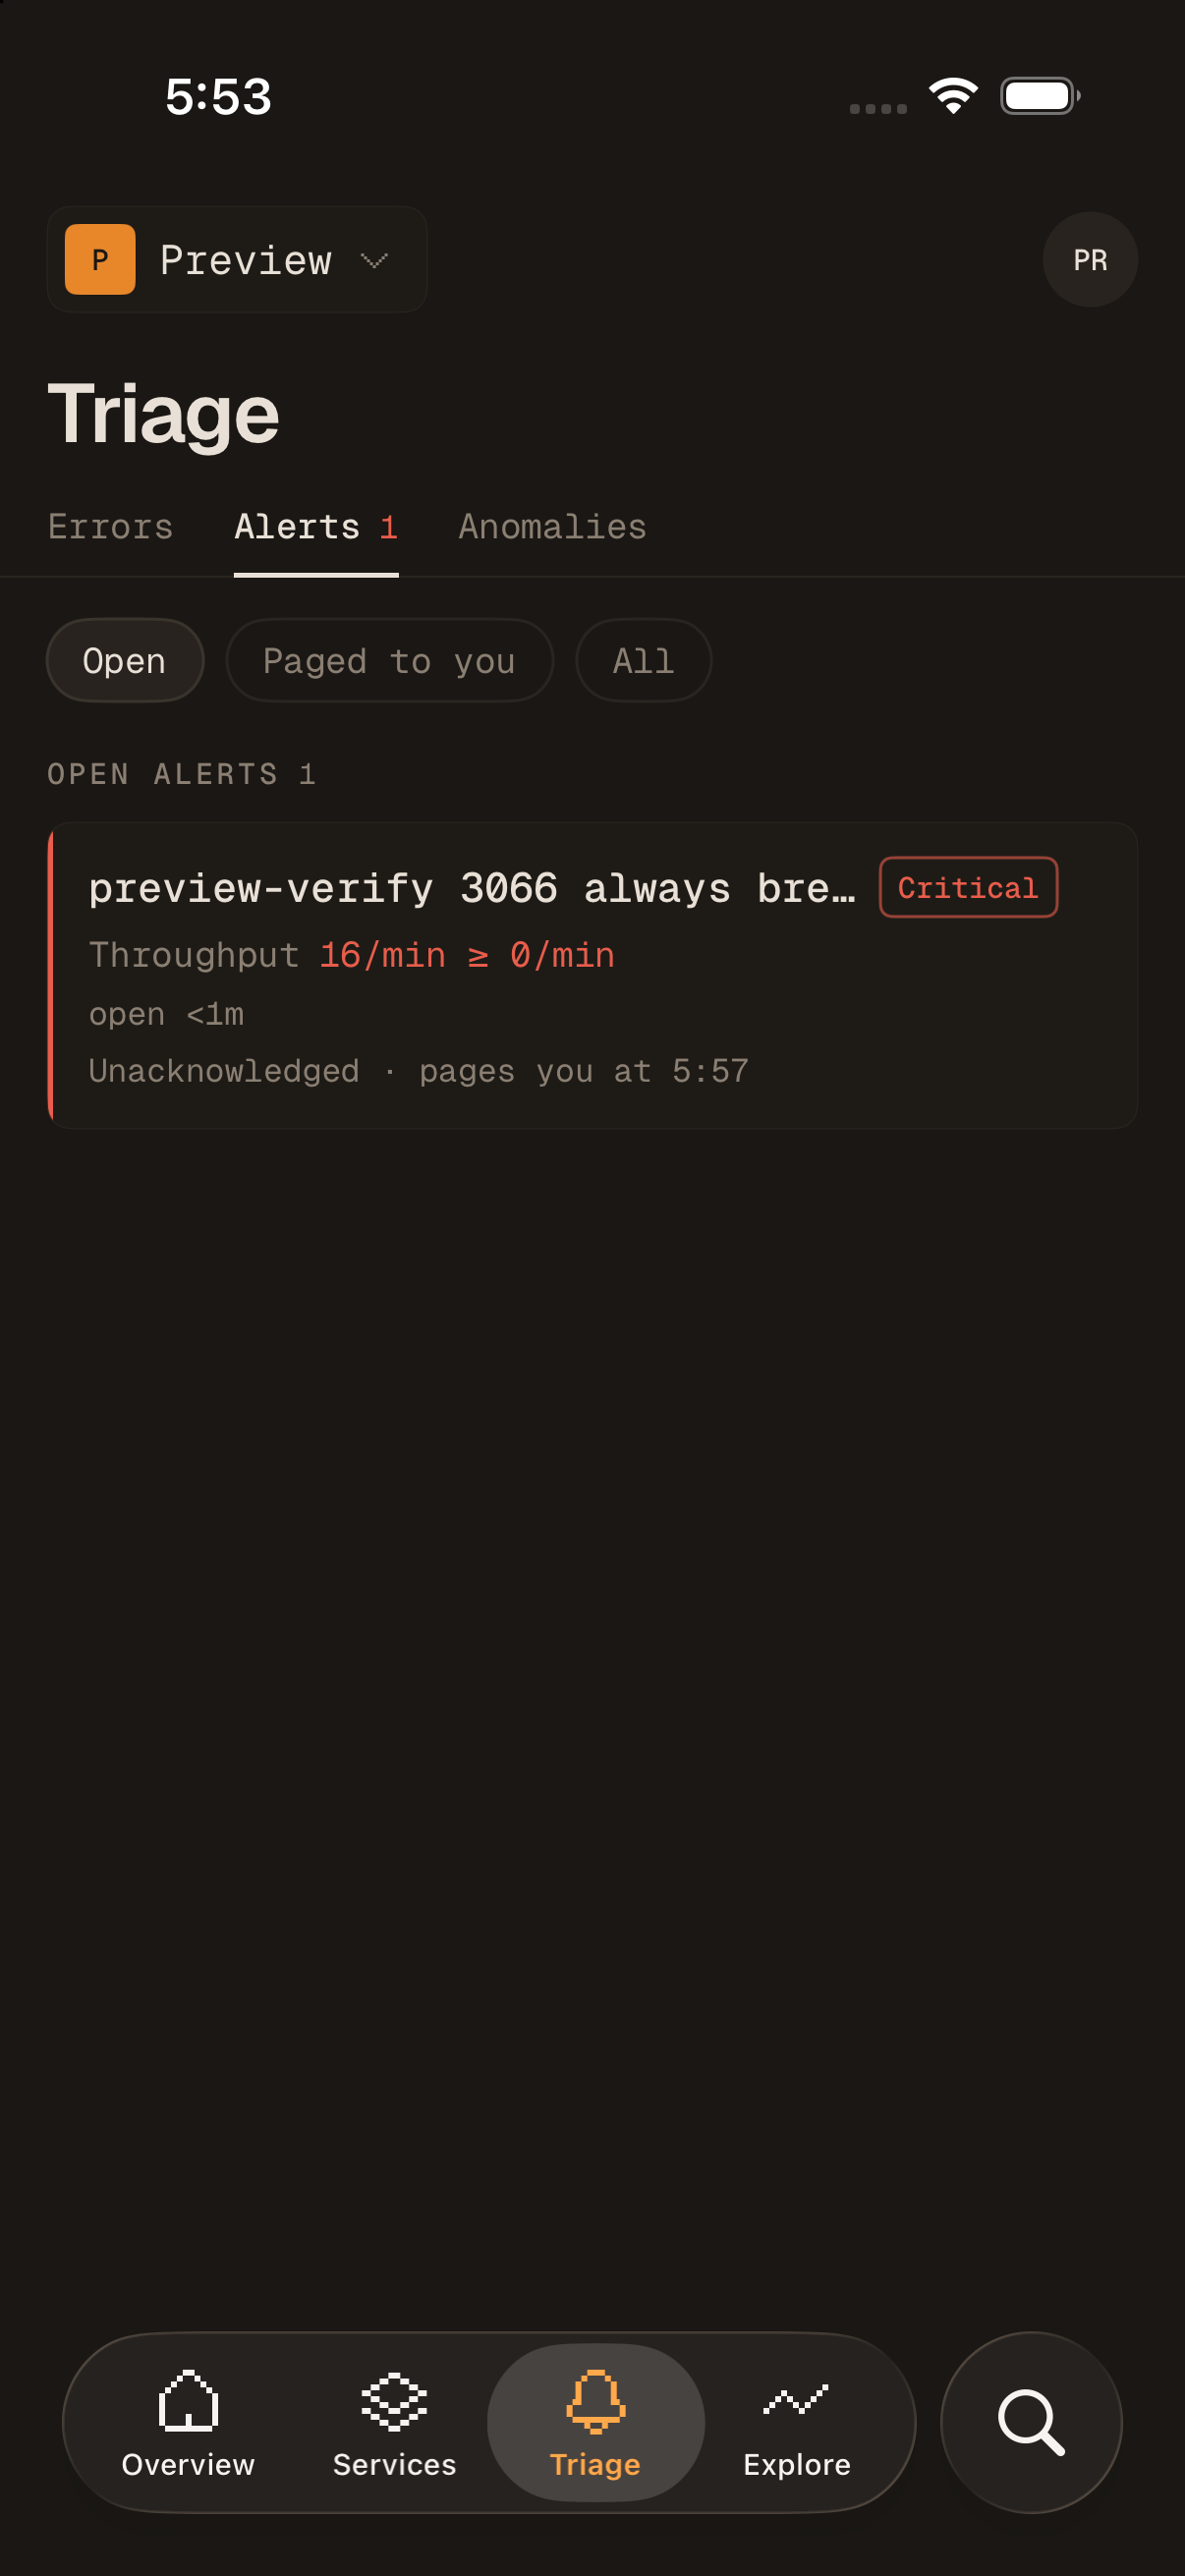 5:53
P Preview
PR
Triage
Errors Alerts 1 Anomalies
Open Paged to you All
OPEN ALERTS 1
preview-verify 3066 always bre… Critical
Throughput 16/min ≥ 0/min
open <1m
Unacknowledged · pages you at 5:57
Overview Services Triage Explore